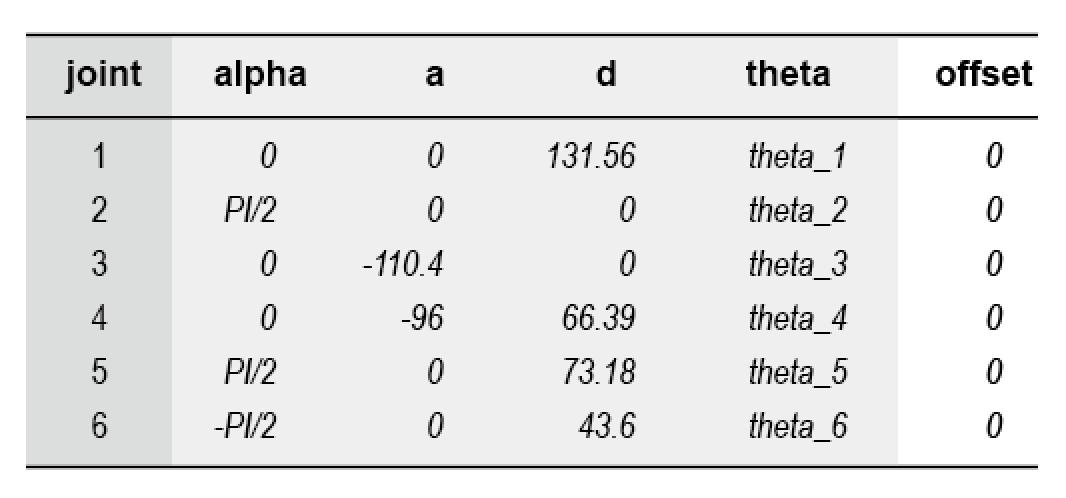 joint alpha a d theta offset
1 0 0 131.56 theta_1 0
2 PI/2 0 0 theta_2 0
3 0 -110.4 0 theta_3 0
4 0 -96 66.39 theta_4 0
5 PI/2 0 73.18 theta_5 0
6 -PI/2 0 43.6 theta_6 0